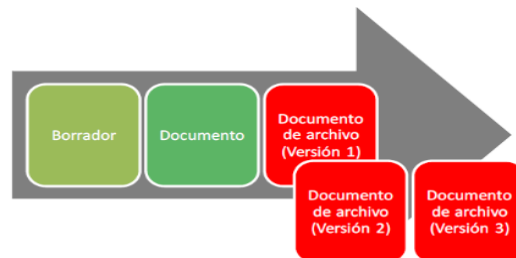 Borrador
Documento
Documento
de archivo
(Versión 1)
Documento
de archivo
(Versión 2)
Documento
de archivo
(Versión 3)